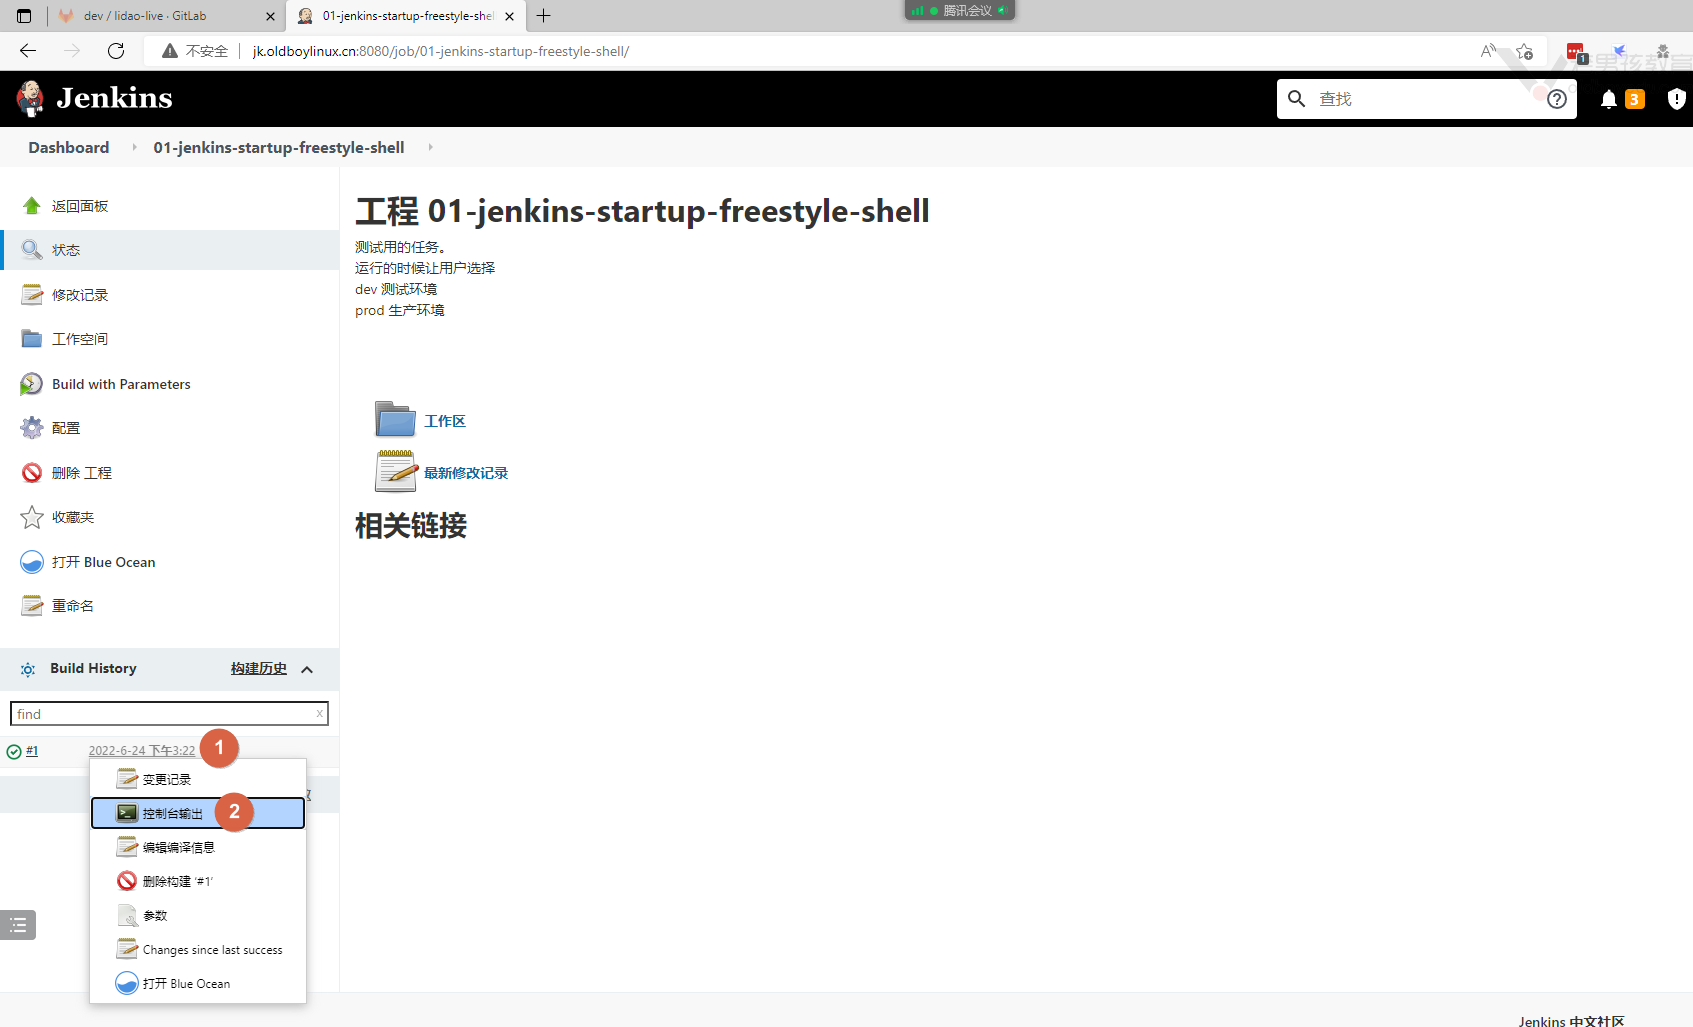 dev / lidao-live · GitLab
01-jenkins-startup-freestyle-shel
腾讯会议
不安全
jk.oldboylinux.cn:8080/job/01-jenkins-startup-freestyle-shell/
1
Jenkins
查找
3
Dashboard
01-jenkins-startup-freestyle-shell
返回面板
状态
修改记录
工作空间
Build with Parameters
配置
删除 工程
收藏夹
打开 Blue Ocean
重命名
工程 01-jenkins-startup-freestyle-shell
测试用的任务。
运行的时候让用户选择
dev 测试环境
prod 生产环境
工作区
最新修改记录
相关链接
Build History
构建历史
find
x
#1
2022-6-24 下午3:22
1
变更记录
控制台输出
2
编辑编译信息
删除构建 '#1'
参数
Changes since last success
打开 Blue Ocean
Jenkins 中文社区